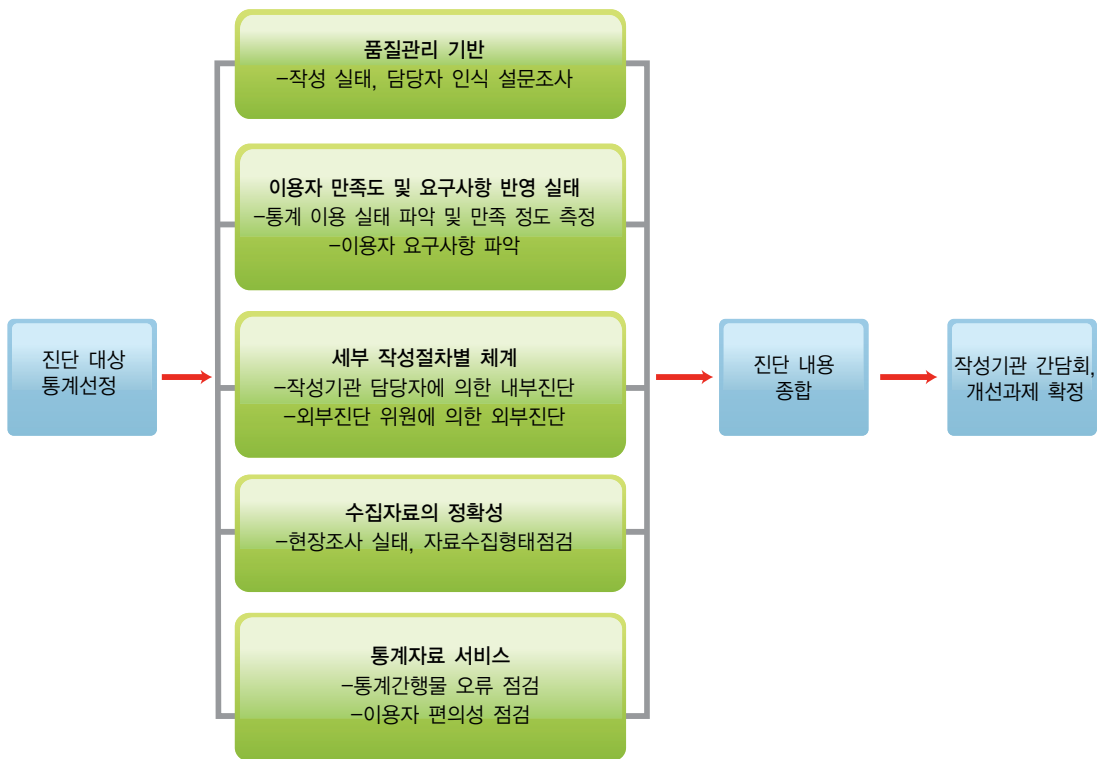 진단 대상
통계선정
품질관리 기반
-작성 실태, 담당자 인식 설문조사
이용자 만족도 및 요구사항 반영 실태
-통계 이용 실태 파악 및 만족 정도 측정
-이용자 요구사항 파악
세부 작성절차별 체계
-작성기관 담당자에 의한 내부진단
-외부진단 위원에 의한 외부진단
수집자료의 정확성
-현장조사 실태, 자료수집형태점검
통계자료 서비스
-통계간행물 오류 점검
-이용자 편의성 점검
진단 내용
종합
작성기관 간담회,
개선과제 확정